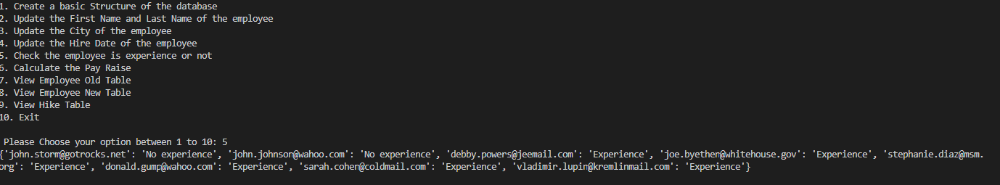 1. Create a basic Structure of the database
2. Update the First Name and Last Name of the employee
3. Update the City of the employee
4. Update the Hire Date of the employee
5. Check the employee is experience or not
6. Calculate the Pay Raise
7. View Employee Old Table
8. View Employee New Table
9. View Hike Table
10. Exit
Please Choose your option between 1 to 10: 5
{'john.storm@gotrocks.net': 'No experience', 'john.johnson@wahoo.com': 'No experience', 'debby.powers@jeemail.com': 'Experience', 'joe.byether@whitehouse.gov': 'Experience', 'stephanie.diaz@msm.
org': 'Experience', 'donald.gump@wahoo.com': 'Experience', 'sarah.cohen@coldmail.com': 'Experience', 'vladimir.lupin@kremlinmail.com': 'Experience'}